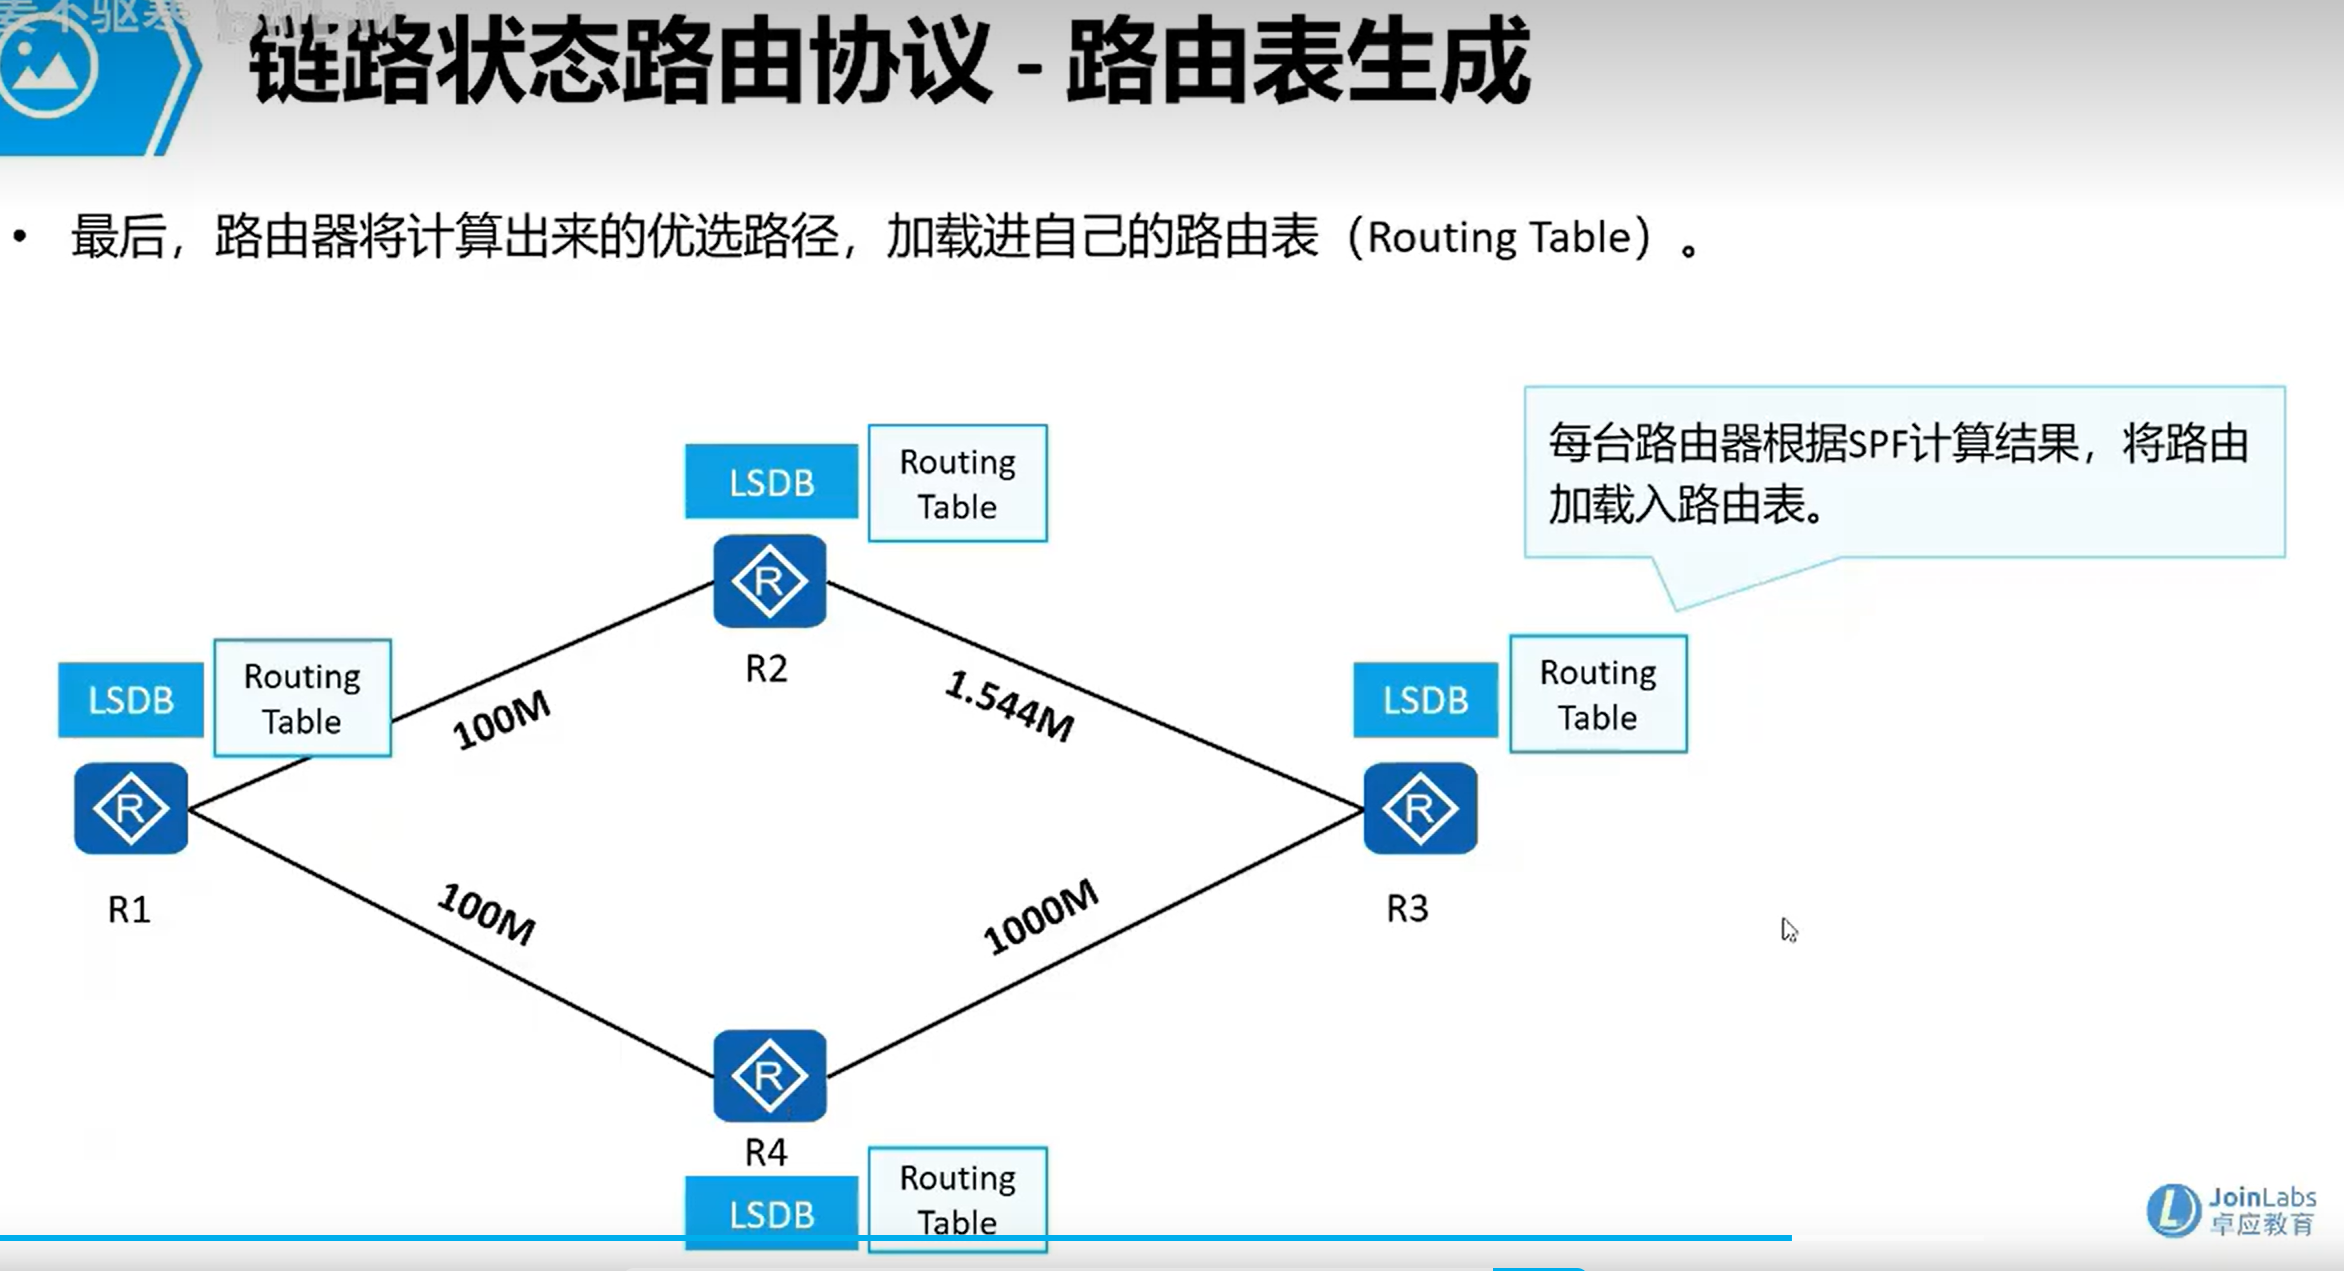 链路状态路由协议 - 路由表生成
• 最后，路由器将计算出来的优选路径，加载进自己的路由表（Routing Table）。
每台路由器根据SPF计算结果，将路由
加载入路由表。
LSDB
Routing
Table
R
R2
LSDB
Routing
Table
R
R1
100M
1.544M
LSDB
Routing
Table
R
R3
100M
1000M
R
R4
LSDB
Routing
Table
JoinLabs
卓应教育